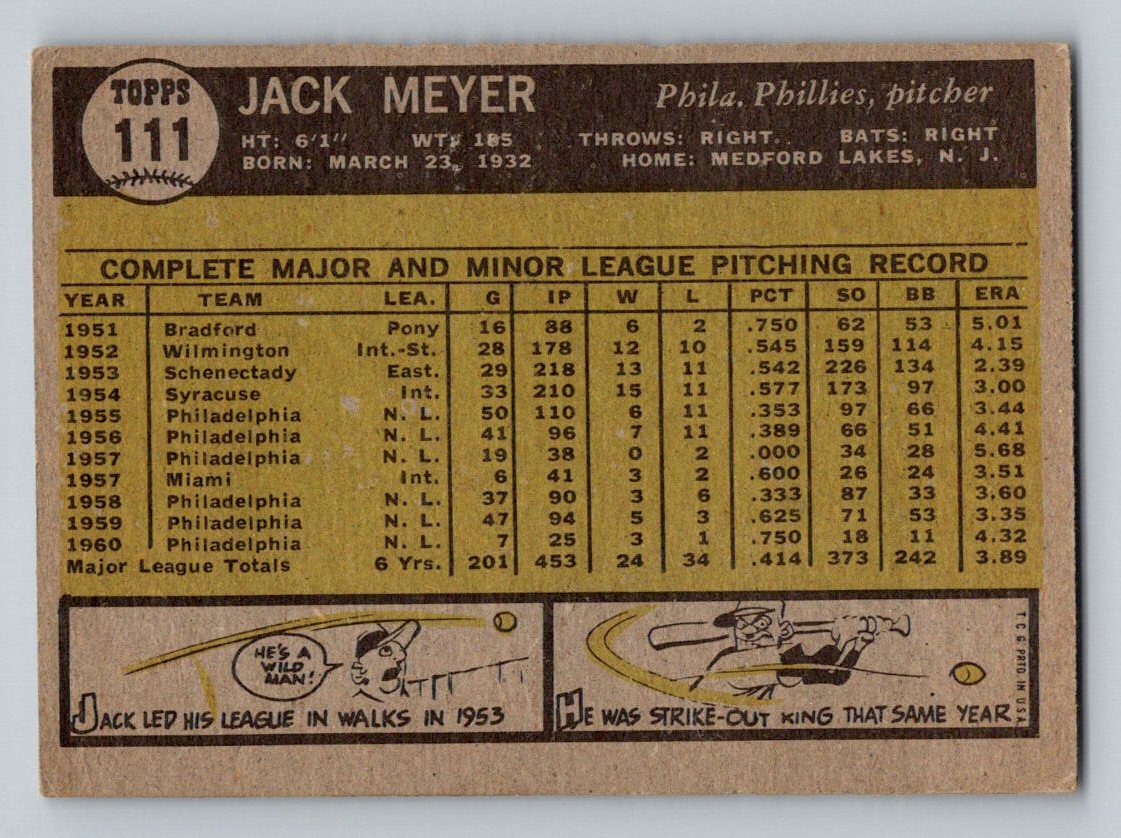 TOPPS
111
JACK MEYER Phila. Phillies, pitcher
HT: 6'1" WT: 185 THROWS: RIGHT BATS: RIGHT
BORN: MARCH 23, 1932 HOME: MEDFORD LAKES, N. J.
COMPLETE MAJOR AND MINOR LEAGUE PITCHING RECORD
YEAR TEAM LEA. G IP W L PCT SO BB ERA
1951 Bradford Pony 16 88 6 2 .750 62 53 5.01
1952 Wilmington Int.-St. 28 178 12 10 .545 159 114 4.15
1953 Schenectady East. 29 218 13 11 .542 226 134 2.39
1954 Syracuse Int. 33 210 15 11 .577 173 97 3.00
1955 Philadelphia N. L. 50 110 6 11 .353 97 66 3.44
1956 Philadelphia N. L. 41 96 7 11 .389 66 51 4.41
1957 Philadelphia N. L. 19 38 0 2 .000 34 28 5.68
1957 Miami Int. 6 41 3 2 .600 26 24 3.51
1958 Philadelphia N. L. 37 90 3 6 .333 87 33 3.60
1959 Philadelphia N. L. 47 94 5 3 .625 71 53 3.35
1960 Philadelphia N. L. 7 25 3 1 .750 18 11 4.32
Major League Totals 6 Yrs. 201 453 24 34 .414 373 242 3.89
HE'S A
WILD
MAN!
JACK LED HIS LEAGUE IN WALKS IN 1953
HE WAS STRIKE-OUT KING THAT SAME YEAR
T. C. G. PRTD. IN U.S.A.